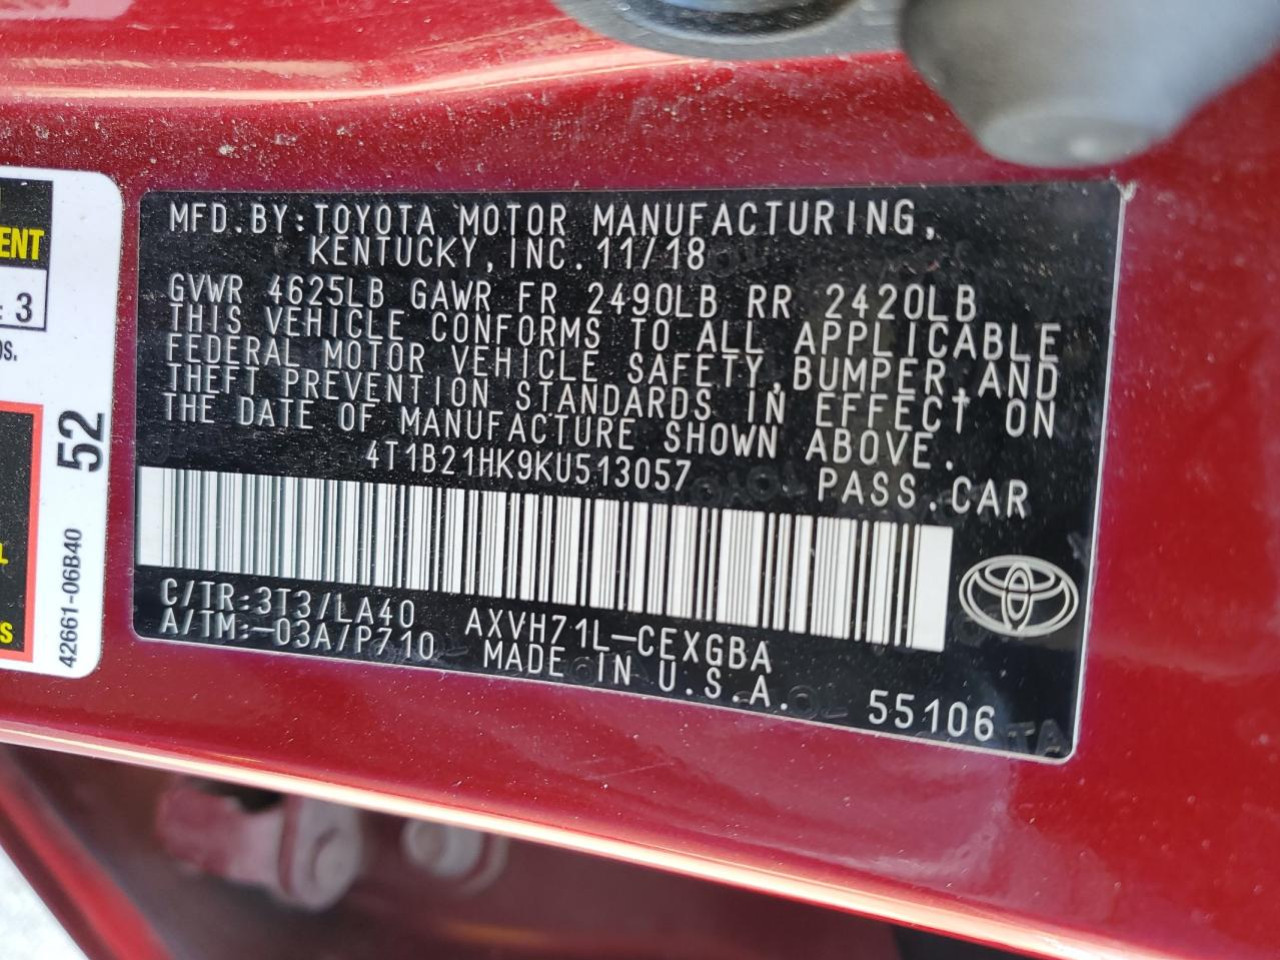 MFD.BY:TOYOTA MOTOR MANUFACTURING,
KENTUCKY,INC. 11/18
GVWR 4625LB GAWR FR 2490LB RR 2420LB
THIS VEHICLE CONFORMS TO ALL APPLICABLE
FEDERAL MOTOR VEHICLE SAFETY,BUMPER,AND
THEFT PREVENTION STANDARDS IN EFFECT ON
THE DATE OF MANUFACTURE SHOWN ABOVE.
4T1B21HK9KU513057 PASS.CAR
C/TR:3T3/LA40 AXVH71L-CEXGBA
A/TM:-03A/P710 MADE IN U.S.A.
55106
ENT
: 3
os.
52
42661-06B40
L
S